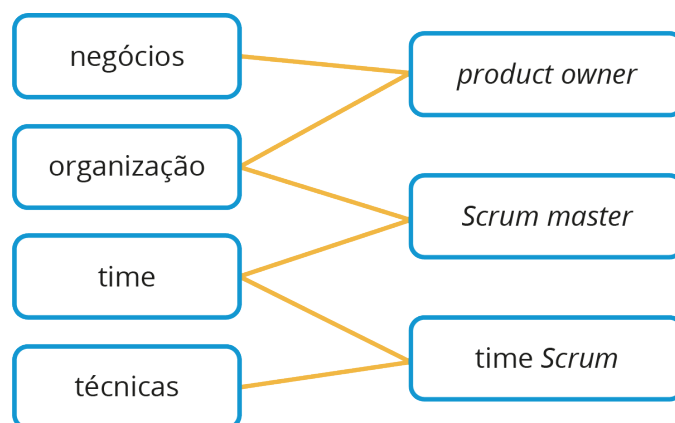 negócios
organização
time
técnicas
product owner
Scrum master
time Scrum